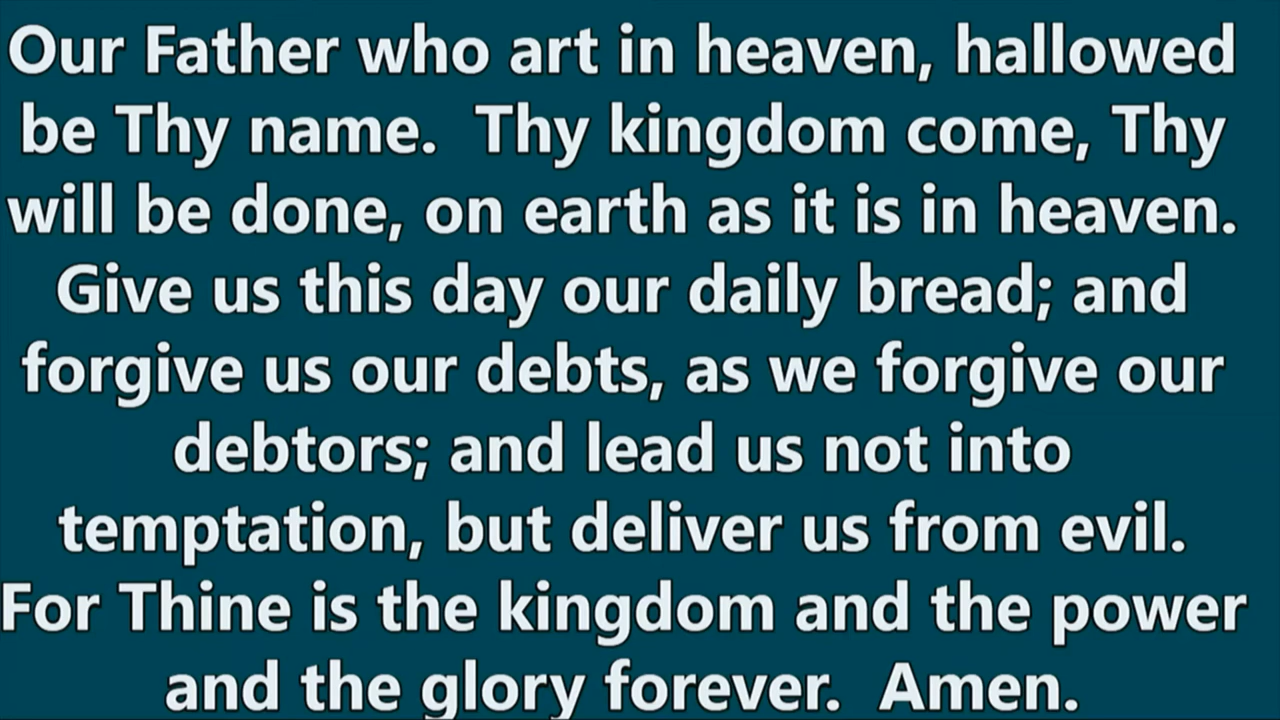 Our Father who art in heaven, hallowed
be Thy name.  Thy kingdom come, Thy
will be done, on earth as it is in heaven.
Give us this day our daily bread; and
forgive us our debts, as we forgive our
debtors; and lead us not into
temptation, but deliver us from evil.
For Thine is the kingdom and the power
and the glory forever.  Amen.